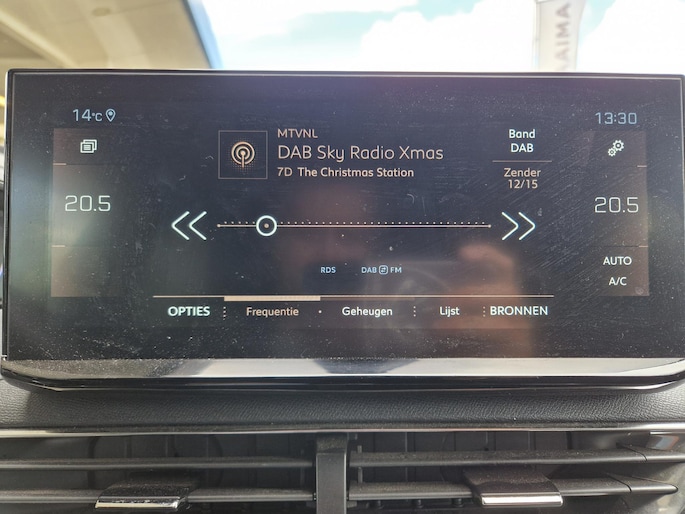 14°C
13:30
MTVNL
DAB Sky Radio Xmas
7D The Christmas Station
Band
DAB
Zender
12/15
20.5
20.5
RDS
DAB FM
AUTO
A/C
OPTIES
Frequentie
Geheugen
Lijst
BRONNEN